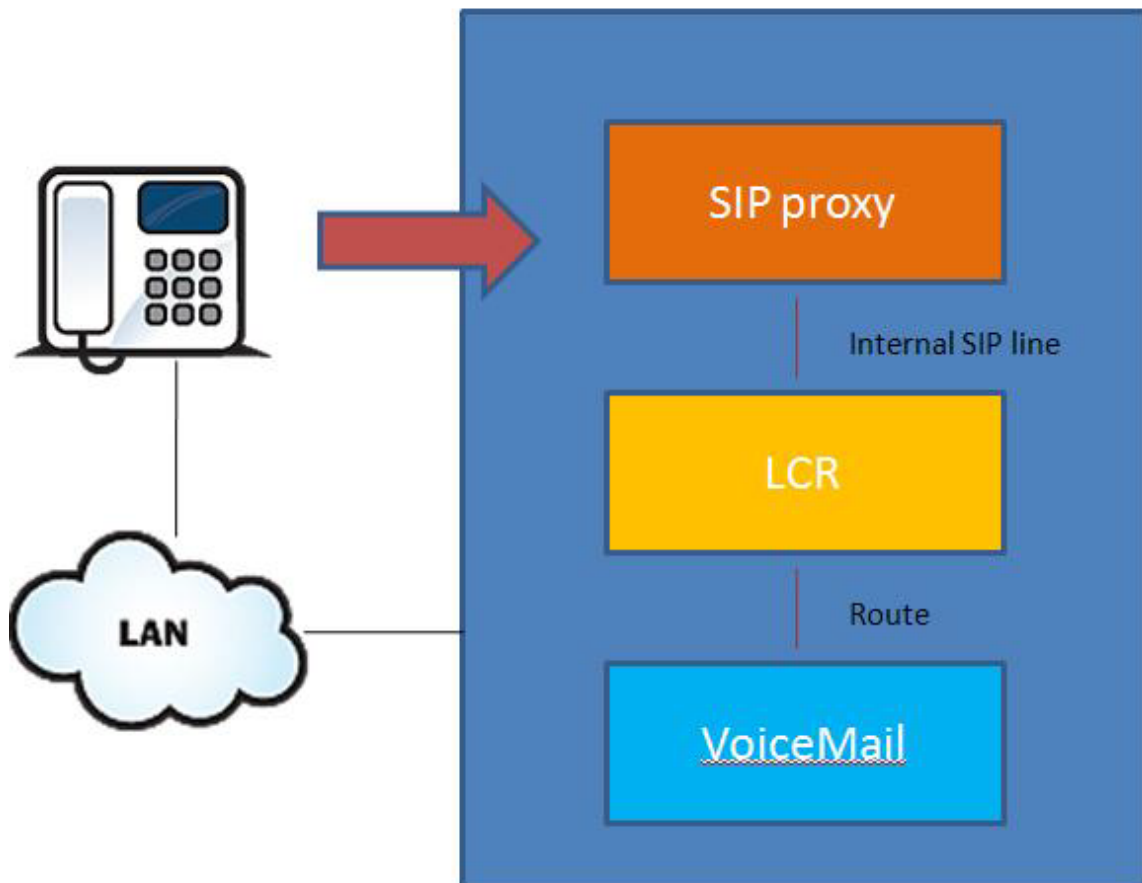 SIP proxy
Internal SIP line
LCR
Route
LAN
VoiceMail